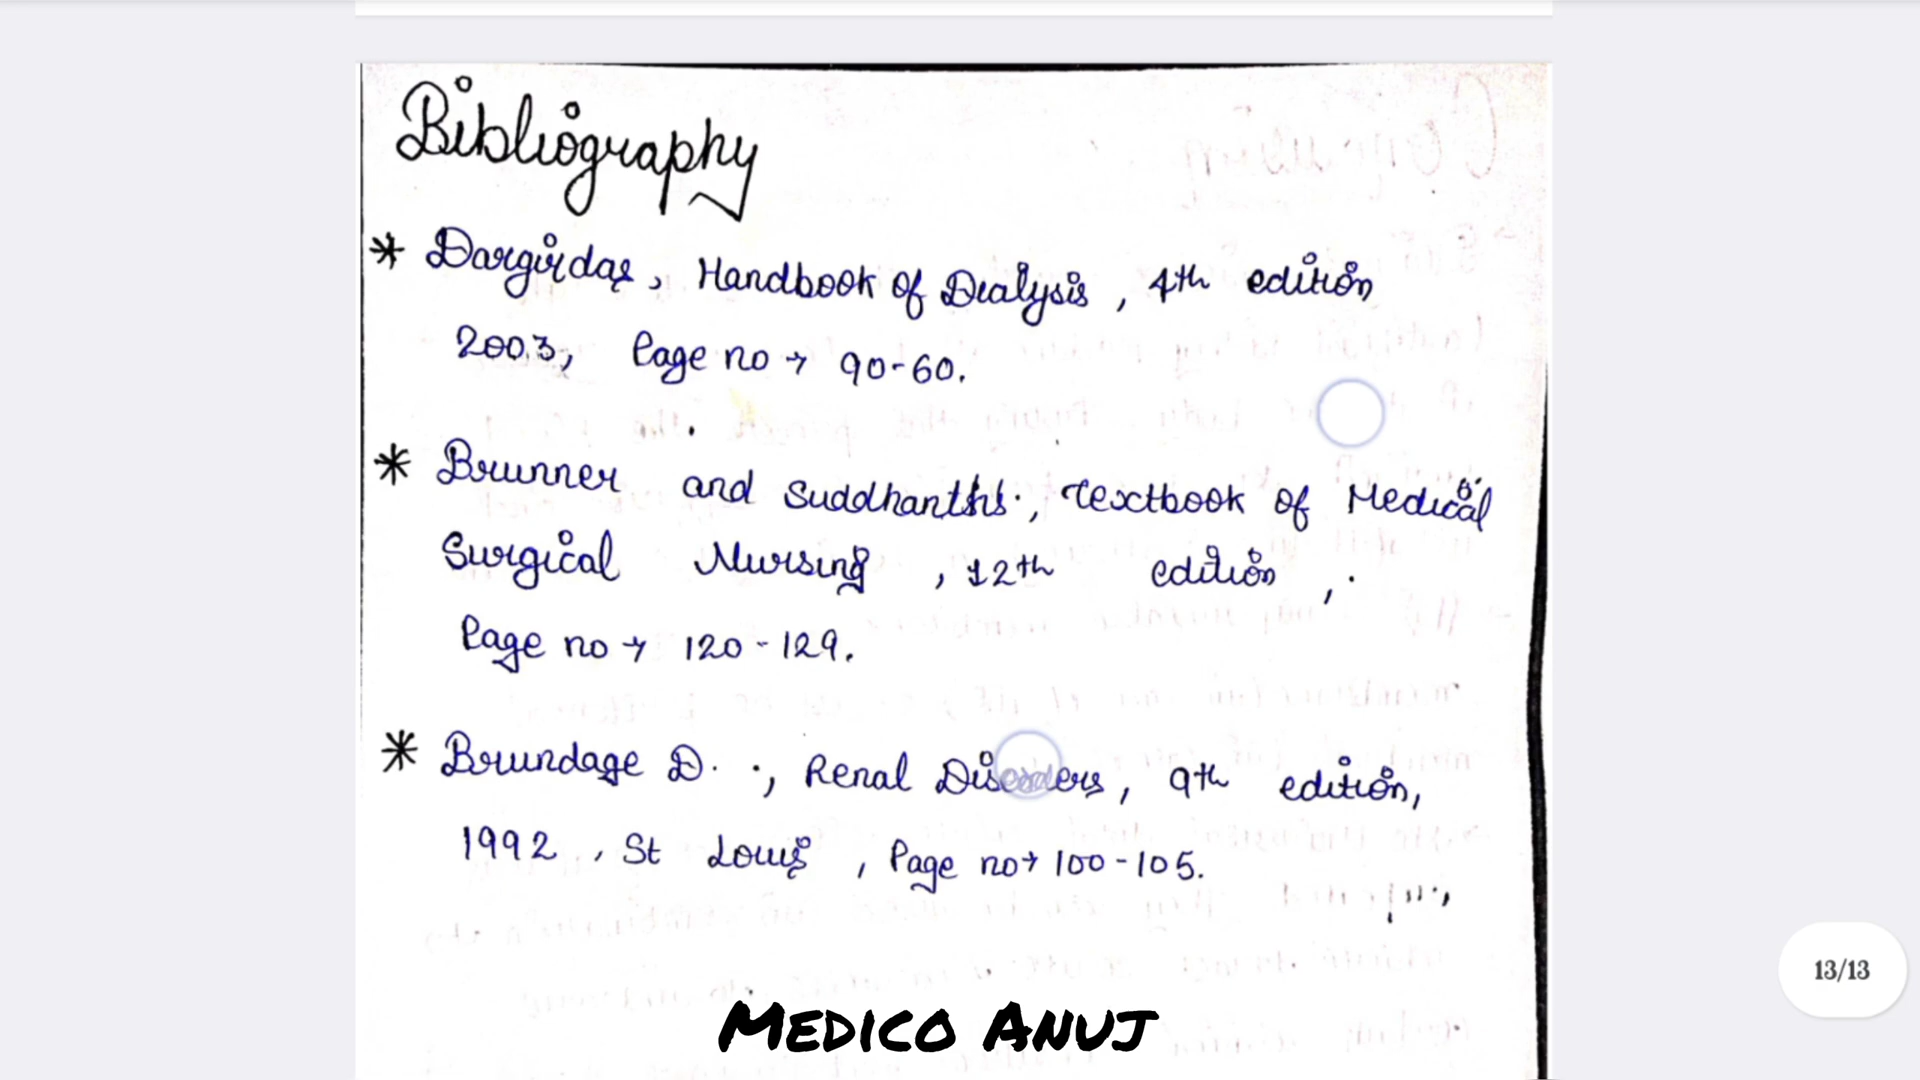 Bibliography
* Dargirdas, Handbook of Dialysis, 4th edition
2003, Page no → 90-60.
* Brunner and Suddhanths., Textbook of Medical
Surgical Nursing, 12th edition,
Page no → 120-129.
* Brundage D. ., Renal Disorders, 9th edition,
1992, St Louis, Page no → 100-105.
13/13
MEDICO ANUJ